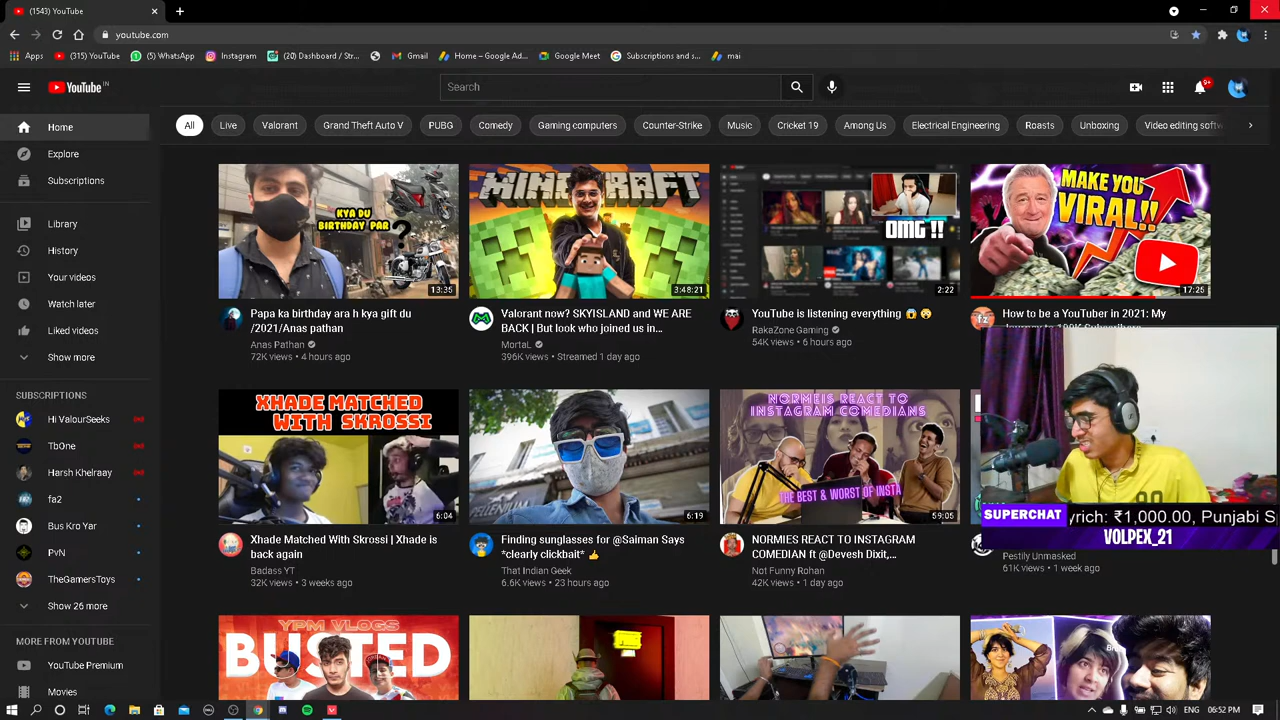 (1543) YouTube
youtube.com
Apps
(315) YouTube
(5) WhatsApp
Instagram
(20) Dashboard / Str...
Gmail
Home – Google Ad...
Google Meet
Subscriptions and s...
mai
YouTube IN
Search
9+
All
Live
Valorant
Grand Theft Auto V
PUBG
Comedy
Gaming computers
Counter-Strike
Music
Cricket 19
Among Us
Electrical Engineering
Roasts
Unboxing
Video editing softw
Home
Explore
Subscriptions
Library
History
Your videos
Watch later
Liked videos
Show more
SUBSCRIPTIONS
Hi ValourSeeks
TbOne
Harsh Khelraay
fa2
Bus Kro Yar
PvN
TheGamersToys
Show 26 more
MORE FROM YOUTUBE
YouTube Premium
Movies
KYA DU
BIRTHDAY PAR ?
13:35
Papa ka birthday ara h kya gift du
/2021/Anas pathan
Anas Pathan
72K views • 4 hours ago
MINECRAFT
3:48:21
Valorant now? SKYISLAND and WE ARE
BACK | But look who joined us in...
MortaL
396K views • Streamed 1 day ago
OMG !!
2:22
YouTube is listening everything 😱 😧
RakaZone Gaming
54K views • 6 hours ago
MAKE YOU
VIRAL!!
17:25
How to be a YouTuber in 2021: My
XHADE MATCHED
WITH SKROSSI
6:04
Xhade Matched With Skrossi | Xhade is
back again
Badass YT
32K views • 3 weeks ago
6:19
Finding sunglasses for @Saiman Says
*clearly clickbait* 👍
That Indian Geek
6.6K views • 23 hours ago
NORMEIS REACT TO
INSTAGRAM COMEDIANS
THE BEST & WORST OF INSTA
59:05
NORMIES REACT TO INSTAGRAM
COMEDIAN ft @Devesh Dixit,...
Not Funny Rohan
42K views • 1 day ago
SUPERCHAT
yrich: ₹1,000.00, Punjabi S
VOLPEX_21
Pestily Unmasked
61K views • 1 week ago
YPM VLOGS
BUSTED
06:52 PM